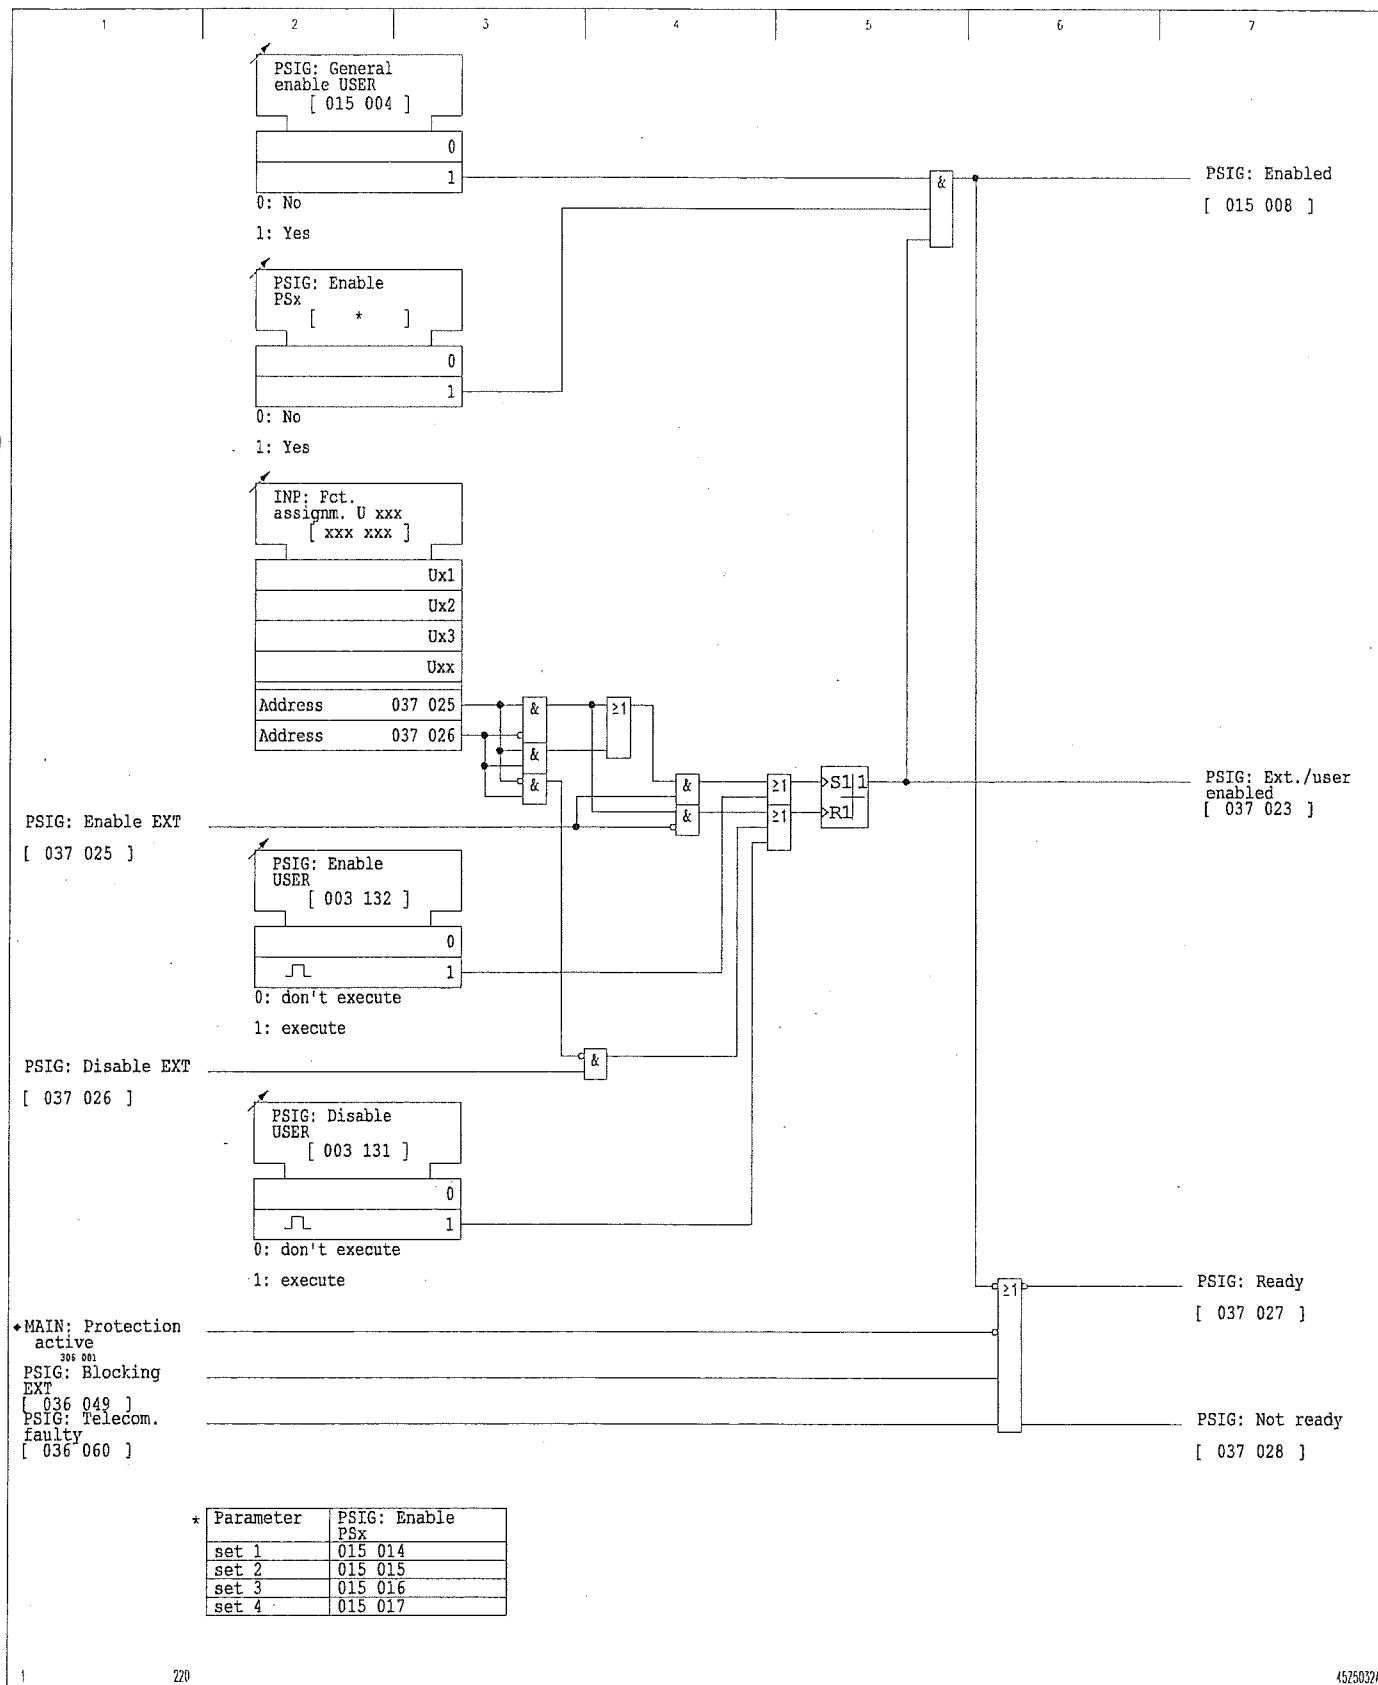 1 2 3 4 5 6 7
PSIG: General
enable USER
[ 015 004 ]
0
1
0: No
1: Yes
&
PSIG: Enabled
[ 015 008 ]
PSIG: Enable
PSx
[ * ]
0
1
0: No
1: Yes
INP: Fct.
assignm. U xxx
[ xxx xxx ]
Ux1
Ux2
Ux3
Uxx
Address 037 025
Address 037 026
& ≥1
&
&
& ≥1 S1 1
& ≥1 R1
PSIG: Ext./user
enabled
[ 037 023 ]
PSIG: Enable EXT
[ 037 025 ]
PSIG: Enable
USER
[ 003 132 ]
0
1
0: don't execute
1: execute
PSIG: Disable EXT
[ 037 026 ]
&
PSIG: Disable
USER
[ 003 131 ]
0
1
0: don't execute
1: execute
≥1
PSIG: Ready
[ 037 027 ]
MAIN: Protection
active
306 001
PSIG: Blocking
EXT
[ 036 049 ]
PSIG: Telecom.
faulty
[ 036 060 ]
PSIG: Not ready
[ 037 028 ]
* Parameter PSIG: Enable
PSx
set 1 015 014
set 2 015 015
set 3 015 016
set 4 015 017
1 220